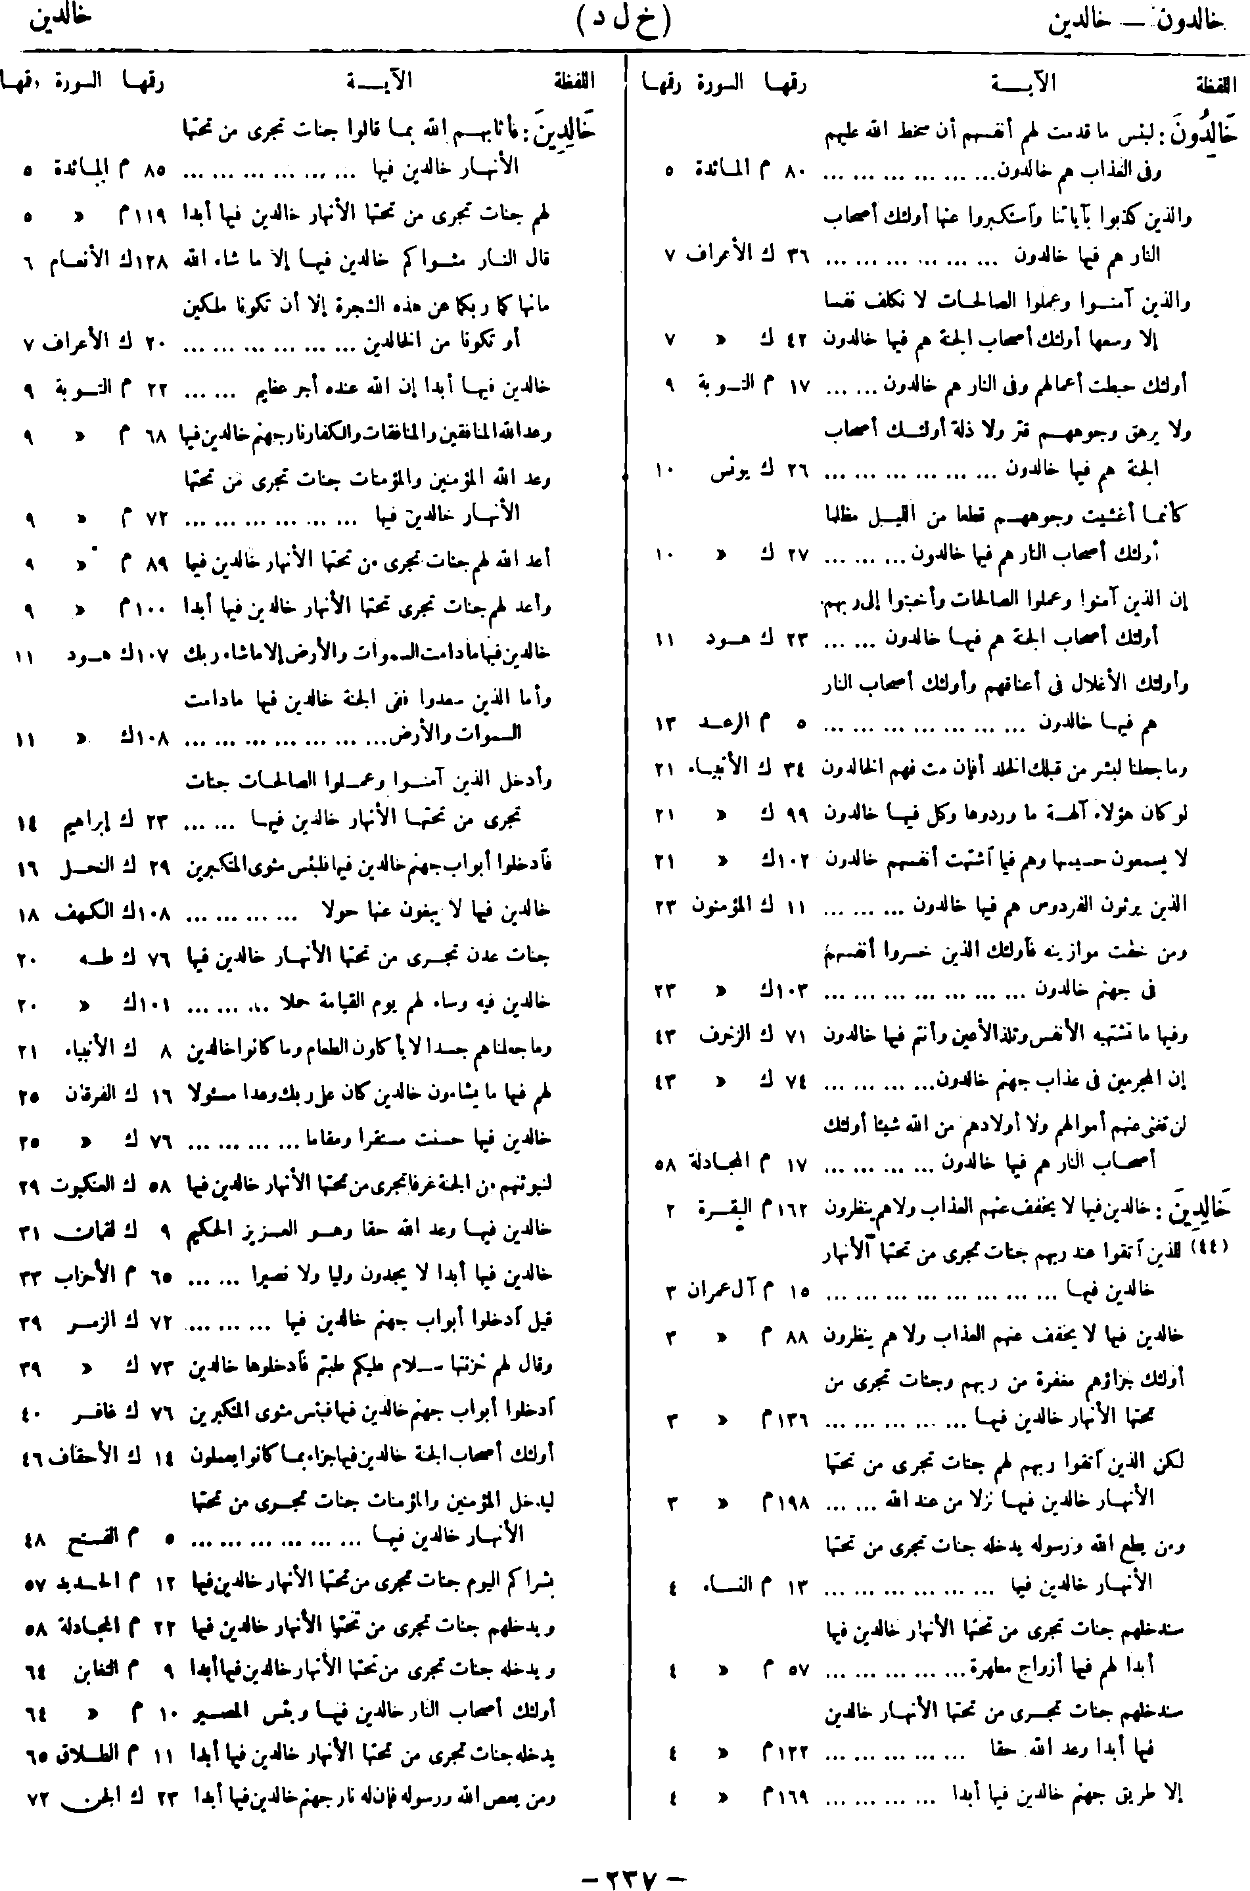 خالدون — خالدين
(خ ل د)
خالدين
اللفظة الآيــة رقمها السورة رقمها
خَالِدُونَ: لبئس ما قدمت لهم أنفسهم أن سخط الله عليهم
وفى العذاب هم خالدون... ... ... ... ... ... ٨٠ م المائدة ٥
والذين كذبوا بآياتنا واستكبروا عنها أولئك أصحاب
النار هم فيها خالدون ... ... ... ... ... ... ٣٦ ك الأعراف ٧
والذين آمنـوا وعملوا الصالحات لا نكلف نفسا
إلا وسعها أولئك أصحاب الجنة هم فيها خالدون ٤٢ ك « ٧
أولئك حبطت أعمالهم وفى النار هم خالدون... ... ١٧ م التوبة ٩
ولا يرهق وجوههم قتر ولا ذلة أولئك أصحاب
الجنة هم فيها خالدون ... ... ... ... ... ... ٢٦ ك يونس ١٠
كأنما أغشيت وجوههم قطعا من الليل مظلما
أولئك أصحاب النار هم فيها خالدون... ... ... ٢٧ ك « ١٠
إن الذين آمنوا وعملوا الصالحات وأخبتوا إلى ربهم
أولئك أصحاب الجنة هم فيها خالدون ... ... ٢٣ ك هود ١١
وأولئك الأغلال فى أعناقهم وأولئك أصحاب النار
هم فيها خالدون ... ... ... ... ... ... ... ٥ م الرعد ١٣
وما جعلنا لبشر من قبلك الخلد أفإن مت فهم الخالدون ٣٤ ك الأنبياء ٢١
لو كان هؤلاء آلهة ما وردوها وكل فيها خالدون ٩٩ ك « ٢١
لا يسمعون حسيسها وهم فيما اشتهت أنفسهم خالدون ١٠٢ك « ٢١
الذين يرثون الفردوس هم فيها خالدون ... ... ... ١١ ك المؤمنون ٢٣
ومن خفت موازينه فأولئك الذين خسروا أنفسهم
فى جهنم خالدون ... ... ... ... ... ... ... ١٠٣ك « ٢٣
وفيها ما تشتهيه الأنفس وتلذ الأعين وأنتم فيها خالدون ٧١ ك الزخرف ٤٣
إن المجرمين فى عذاب جهنم خالدون... ... ... ... ٧٤ ك « ٤٣
لن تغنى عنهم أموالهم ولا أولادهم من الله شيئا أولئك
أصحاب النار هم فيها خالدون ... ... ... ... ١٧ م المجادلة ٥٨
خَالِدِينَ: خالدين فيها لا يخفف عنهم العذاب ولا هم ينظرون ١٦٢م البقرة ٢
(٤٤) للذين اتقوا عند ربهم جنات تجرى من تحتها الأنهار
خالدين فيها ... ... ... ... ... ... ... ... ١٥ م آل عمران ٣
خالدين فيها لا يخفف عنهم العذاب ولا هم ينظرون ٨٨ م « ٣
أولئك جزاؤهم مغفرة من ربهم وجنات تجرى من
تحتها الأنهار خالدين فيها ... ... ... ... ... ١٣٦م « ٣
لكن الذين اتقوا ربهم لهم جنات تجرى من تحتها
الأنهار خالدين فيها نزلا من عند الله ... ... ١٩٨م « ٣
ومن يطع الله ورسوله يدخله جنات تجرى من تحتها
الأنهار خالدين فيها ... ... ... ... ... ... ١٣ م النساء ٤
سندخلهم جنات تجرى من تحتها الأنهار خالدين فيها
أبدا لهم فيها أزواج مطهرة... ... ... ... ... ٥٧ م « ٤
سندخلهم جنات تجرى من تحتها الأنهار خالدين
فيها أبدا وعد الله حقا ... ... ... ... ... ١٢٢م « ٤
إلا طريق جهنم خالدين فيها أبدا ... ... ... ... ١٦٩م « ٤
اللفظة الآيــة رقمها السورة رقمها
خَالِدِينَ: فأثابهم الله بما قالوا جنات تجرى من تحتها
الأنهار خالدين فيها ... ... ... ... ... ... ٨٥ م المائدة ٥
لهم جنات تجرى من تحتها الأنهار خالدين فيها أبدا ١١٩م « ٥
قال النار مثواكم خالدين فيها إلا ما شاء الله ١٢٨ك الأنعام ٦
ما نهاكما ربكما عن هذه الشجرة إلا أن تكونا ملكين
أو تكونا من الخالدين ... ... ... ... ... ... ٢٠ ك الأعراف ٧
خالدين فيها أبدا إن الله عنده أجر عظيم ... ... ٢٢ م التوبة ٩
وعد الله المنافقين والمنافقات والكفار نار جهنم خالدين فيها ٦٨ م « ٩
وعد الله المؤمنين والمؤمنات جنات تجرى من تحتها
الأنهار خالدين فيها ... ... ... ... ... ... ٧٢ م « ٩
أعد الله لهم جنات تجرى من تحتها الأنهار خالدين فيها ٨٩ م « ٩
وأعد لهم جنات تجرى تحتها الأنهار خالدين فيها أبدا ١٠٠م « ٩
خالدين فيها ما دامت السموات والأرض إلا ما شاء ربك ١٠٧ك هود ١١
وأما الذين سعدوا ففى الجنة خالدين فيها مادامت
السموات والأرض... ... ... ... ... ... ... ١٠٨ك « ١١
وأدخل الذين آمنوا وعملوا الصالحات جنات
تجرى من تحتها الأنهار خالدين فيها ... ... ٢٣ ك إبراهيم ١٤
فادخلوا أبواب جهنم خالدين فيها فلبئس مثوى المتكبرين ٢٩ ك النحل ١٦
خالدين فيها لا يبغون عنها حولا ... ... ... ... ١٠٨ك الكهف ١٨
جنات عدن تجرى من تحتها الأنهار خالدين فيها ٧٦ ك طه ٢٠
خالدين فيه وساء لهم يوم القيامة حملا ... ... ... ١٠١ك « ٢٠
وما جعلناهم جسدا لا يأكلون الطعام وما كانوا خالدين ٨ ك الأنبياء ٢١
لهم فيها ما يشاءون خالدين كان على ربك وعدا مسئولا ١٦ ك الفرقان ٢٥
خالدين فيها حسنت مستقرا ومقاما ... ... ... ... ٧٦ ك « ٢٥
لنبوئنهم من الجنة غرفا تجرى من تحتها الأنهار خالدين فيها ٥٨ ك العنكبوت ٢٩
خالدين فيها وعد الله حقا وهو العزيز الحكيم ٩ ك لقمان ٣١
خالدين فيها أبدا لا يجدون وليا ولا نصيرا ... ... ٦٥ م الأحزاب ٣٣
قيل ادخلوا أبواب جهنم خالدين فيها ... ... ... ٧٢ ك الزمر ٣٩
وقال لهم خزنتها سلام عليكم طبتم فادخلوها خالدين ٧٣ ك « ٣٩
ادخلوا أبواب جهنم خالدين فيها فبئس مثوى المتكبرين ٧٦ ك غافر ٤٠
أولئك أصحاب الجنة خالدين فيها جزاء بما كانوا يعملون ١٤ ك الأحقاف ٤٦
ليدخل المؤمنين والمؤمنات جنات تجرى من تحتها
الأنهار خالدين فيها ... ... ... ... ... ... ٥ م الفتح ٤٨
بشراكم اليوم جنات تجرى من تحتها الأنهار خالدين فيها ١٢ م الحديد ٥٧
ويدخلهم جنات تجرى من تحتها الأنهار خالدين فيها ٢٢ م المجادلة ٥٨
ويدخله جنات تجرى من تحتها الأنهار خالدين فيها أبدا ٩ م التغابن ٦٤
أولئك أصحاب النار خالدين فيها وبئس المصير ١٠ م « ٦٤
يدخله جنات تجرى من تحتها الأنهار خالدين فيها أبدا ١١ م الطلاق ٦٥
ومن يعص الله ورسوله فإن له نار جهنم خالدين فيها أبدا ٢٣ ك الجن ٧٢
— ٢٣٧ —